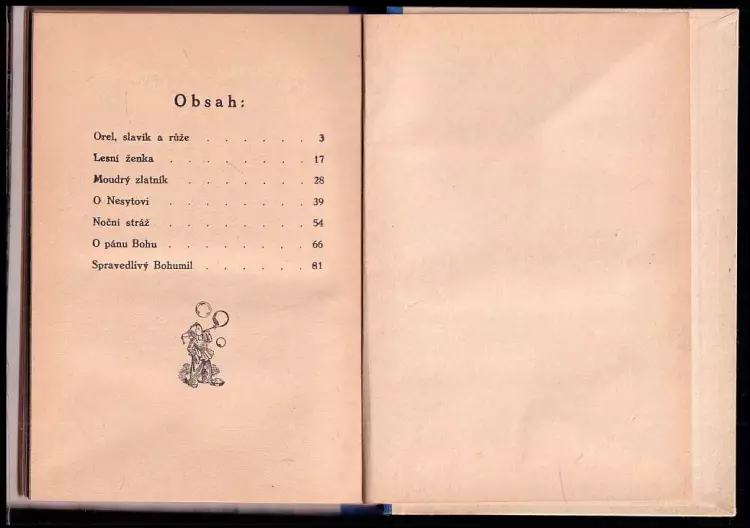 Obsah:
Orel, slavík a růže . . . . . . 3
Lesní ženka . . . . . . . 17
Moudrý zlatník . . . . . . . 28
O Nesytovi . . . . . . . 39
Noční stráž . . . . . . . 54
O pánu Bohu . . . . . . . 66
Spravedlivý Bohumil . . . . . 81